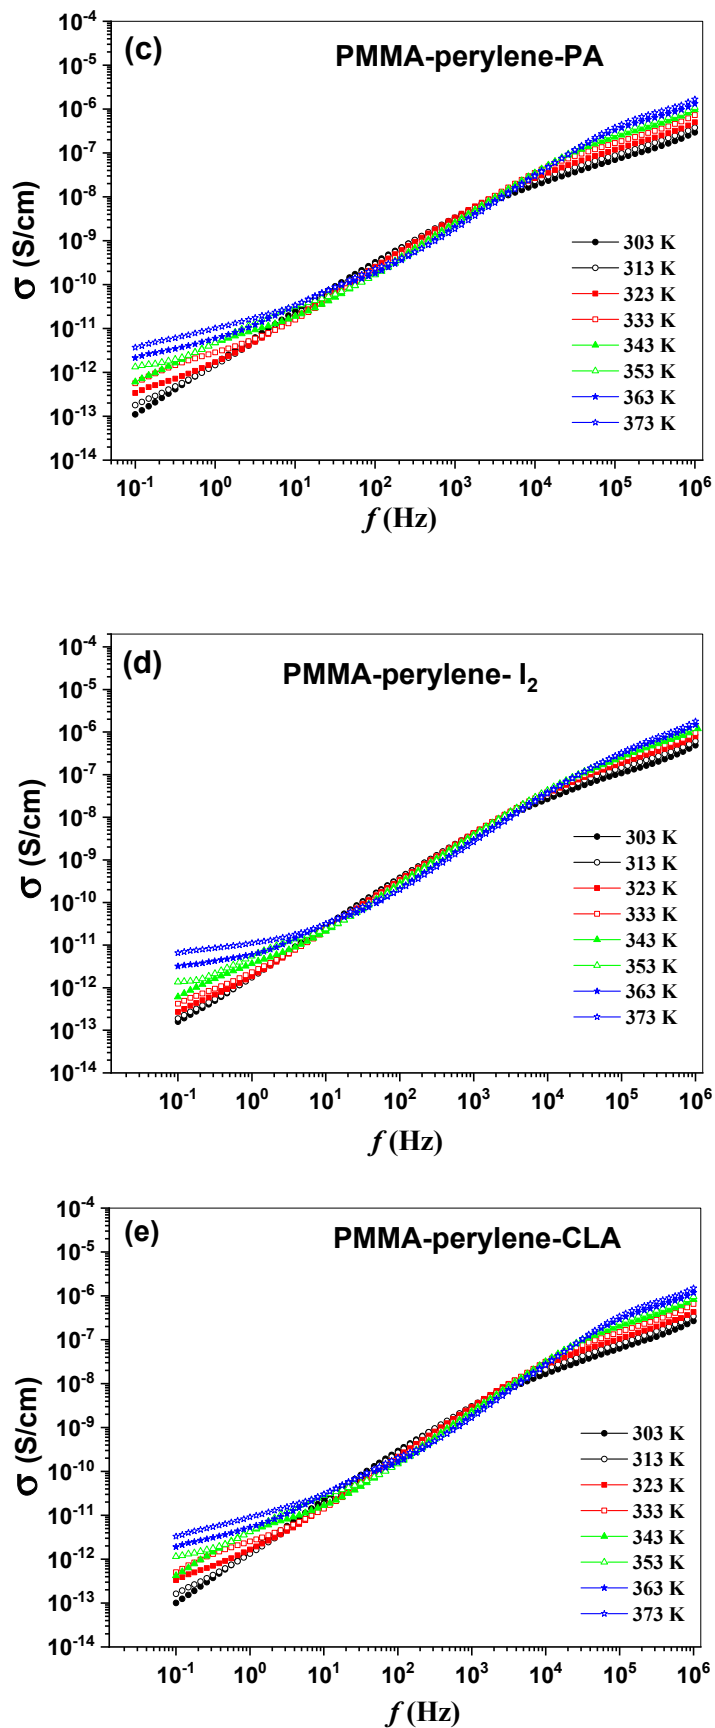 (c) PMMA-perylene-PA
10⁻⁴
10⁻⁵
10⁻⁶
10⁻⁷
10⁻⁸
10⁻⁹
10⁻¹⁰
10⁻¹¹
10⁻¹²
10⁻¹³
10⁻¹⁴
σ (S/cm)
303 K
313 K
323 K
333 K
343 K
353 K
363 K
373 K
10⁻¹ 10⁰ 10¹ 10² 10³ 10⁴ 10⁵ 10⁶
f (Hz)
(d) PMMA-perylene- I₂
10⁻⁴
10⁻⁵
10⁻⁶
10⁻⁷
10⁻⁸
10⁻⁹
10⁻¹⁰
10⁻¹¹
10⁻¹²
10⁻¹³
10⁻¹⁴
σ (S/cm)
303 K
313 K
323 K
333 K
343 K
353 K
363 K
373 K
10⁻¹ 10⁰ 10¹ 10² 10³ 10⁴ 10⁵ 10⁶
f (Hz)
(e) PMMA-perylene-CLA
10⁻⁴
10⁻⁵
10⁻⁶
10⁻⁷
10⁻⁸
10⁻⁹
10⁻¹⁰
10⁻¹¹
10⁻¹²
10⁻¹³
10⁻¹⁴
σ (S/cm)
303 K
313 K
323 K
333 K
343 K
353 K
363 K
373 K
10⁻¹ 10⁰ 10¹ 10² 10³ 10⁴ 10⁵ 10⁶
f (Hz)